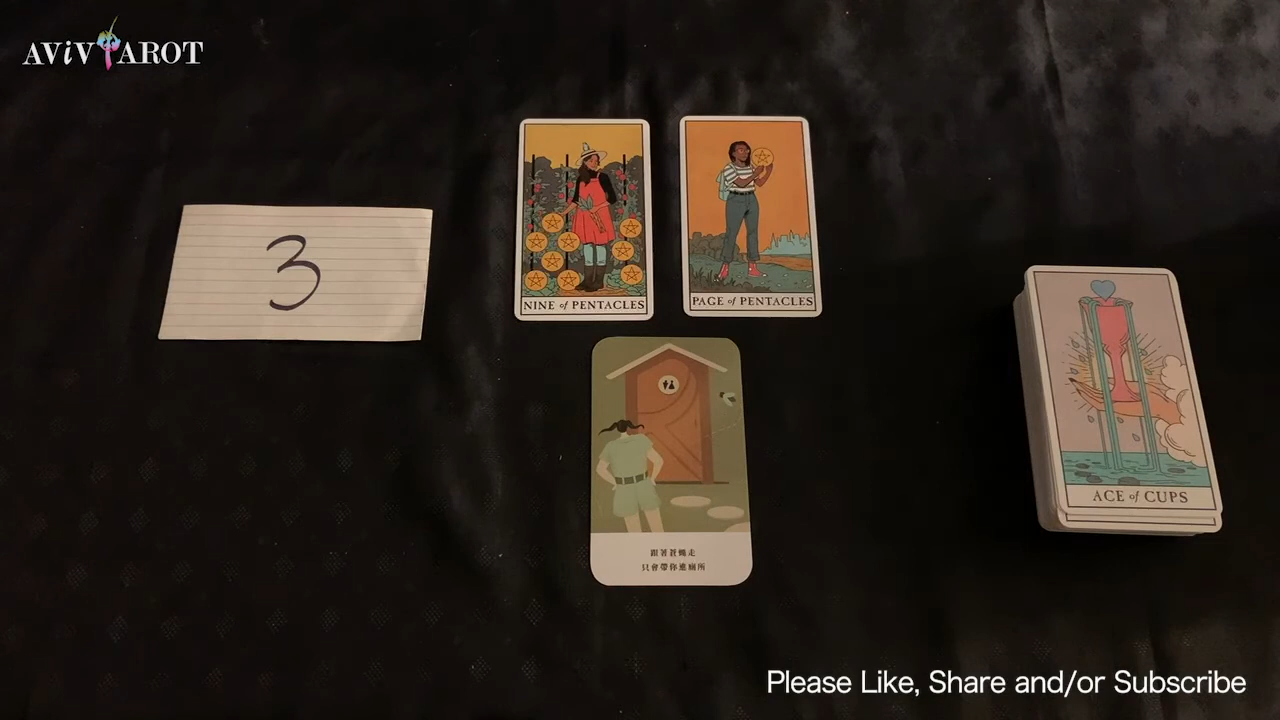 AViVTAROT
3
NINE of PENTACLES
PAGE of PENTACLES
ACE of CUPS
跟著蒼蠅走
只會帶你進廁所
Please Like, Share and/or Subscribe